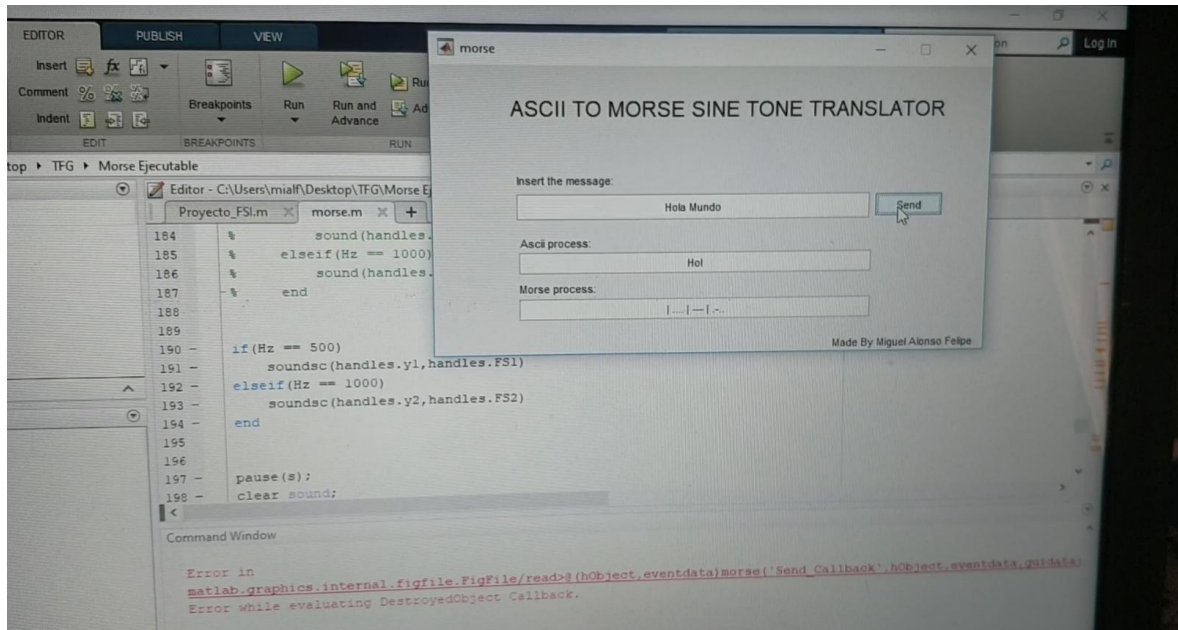 EDITOR PUBLISH VIEW
Insert fx
Comment
Indent
Breakpoints
Run
Run and Advance
EDIT BREAKPOINTS RUN
Log In
TFG Morse Ejecutable
Editor - C:\Users\mialf\Desktop\TFG\Morse
Proyecto_FSI.m morse.m +
184 % sound(handles.
185 % elseif(Hz == 1000)
186 % sound(handles.
187 % end
188
189
190 - if(Hz == 500)
191 - soundsc(handles.y1,handles.FS1)
192 - elseif(Hz == 1000)
193 - soundsc(handles.y2,handles.FS2)
194 - end
195
196
197 - pause(s);
198 - clear sound;
morse
ASCII TO MORSE SINE TONE TRANSLATOR
Insert the message:
Hola Mundo
Send
Ascii process:
Hol
Morse process:
Made By Miguel Alonso Felipe
Command Window
Error in
matlab.graphics.internal.figfile.FigFile/read>@(hObject,eventdata)morse('Send_Callback',hObject,eventdata,guidata
Error while evaluating DestroyedObject Callback.